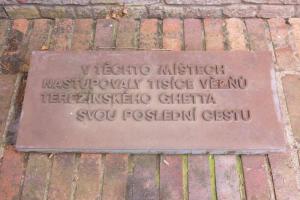 V TĚCHTO MÍSTECH
NASTUPOVALY TISÍCE VĚZŇŮ
TEREZÍNSKÉHO GHETTA
SVOU POSLEDNÍ CESTU